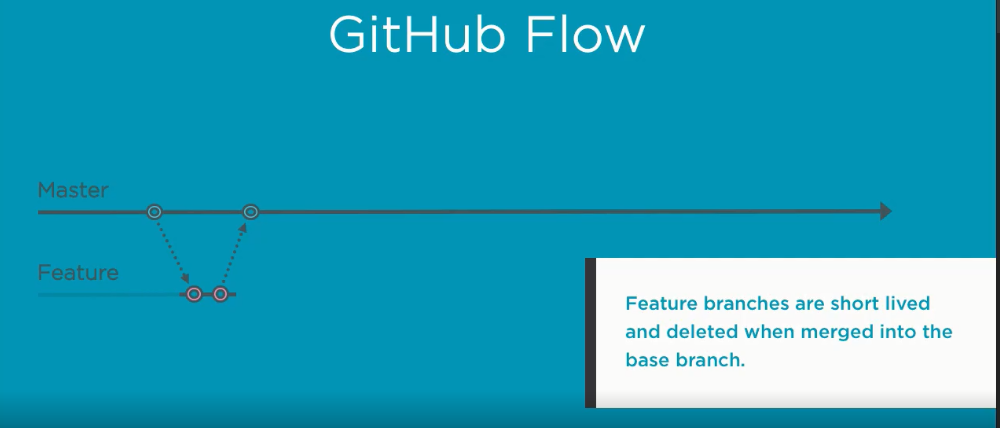 GitHub Flow
Master
Feature
Feature branches are short lived
and deleted when merged into the
base branch.